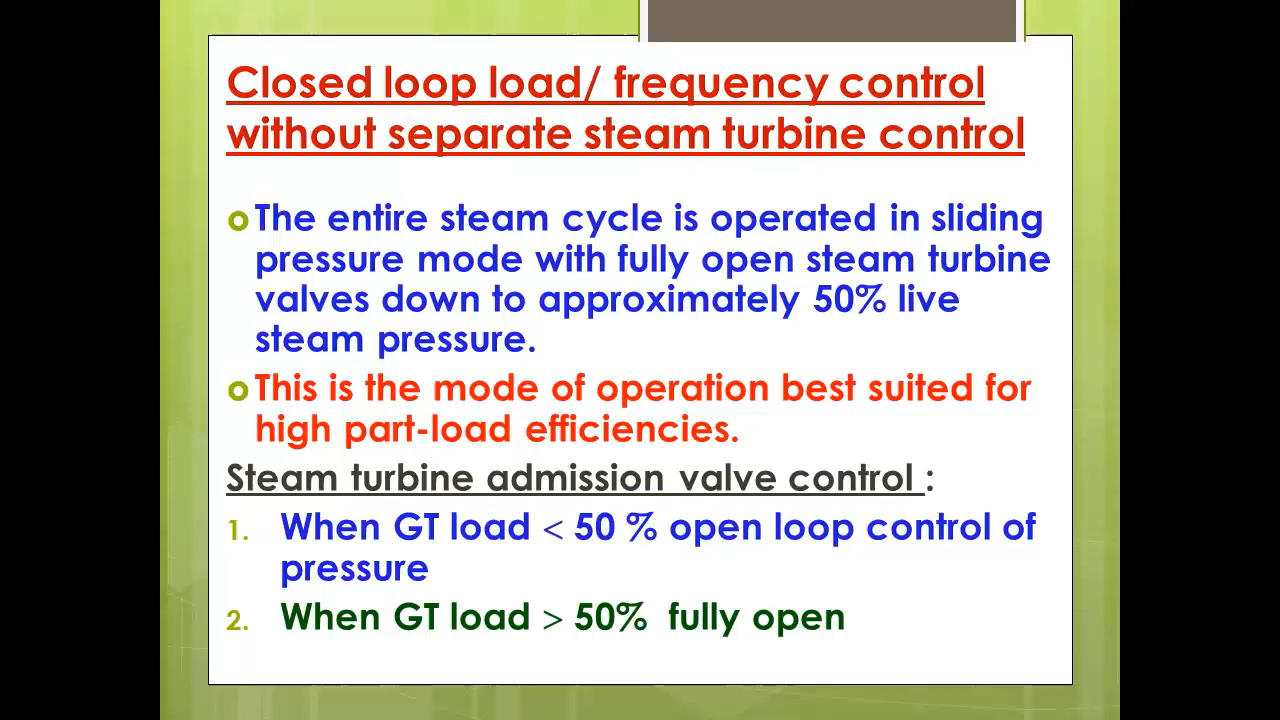 Closed loop load/ frequency control
without separate steam turbine control
The entire steam cycle is operated in sliding
pressure mode with fully open steam turbine
valves down to approximately 50% live
steam pressure.
This is the mode of operation best suited for
high part-load efficiencies.
Steam turbine admission valve control :
1. When GT load < 50 % open loop control of
pressure
2. When GT load > 50% fully open